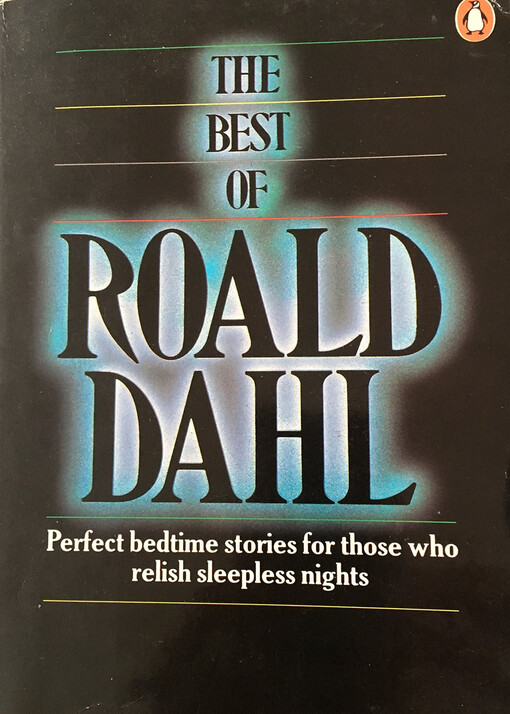 THE
BEST
OF
ROALD
DAHL
Perfect bedtime stories for those who
relish sleepless nights